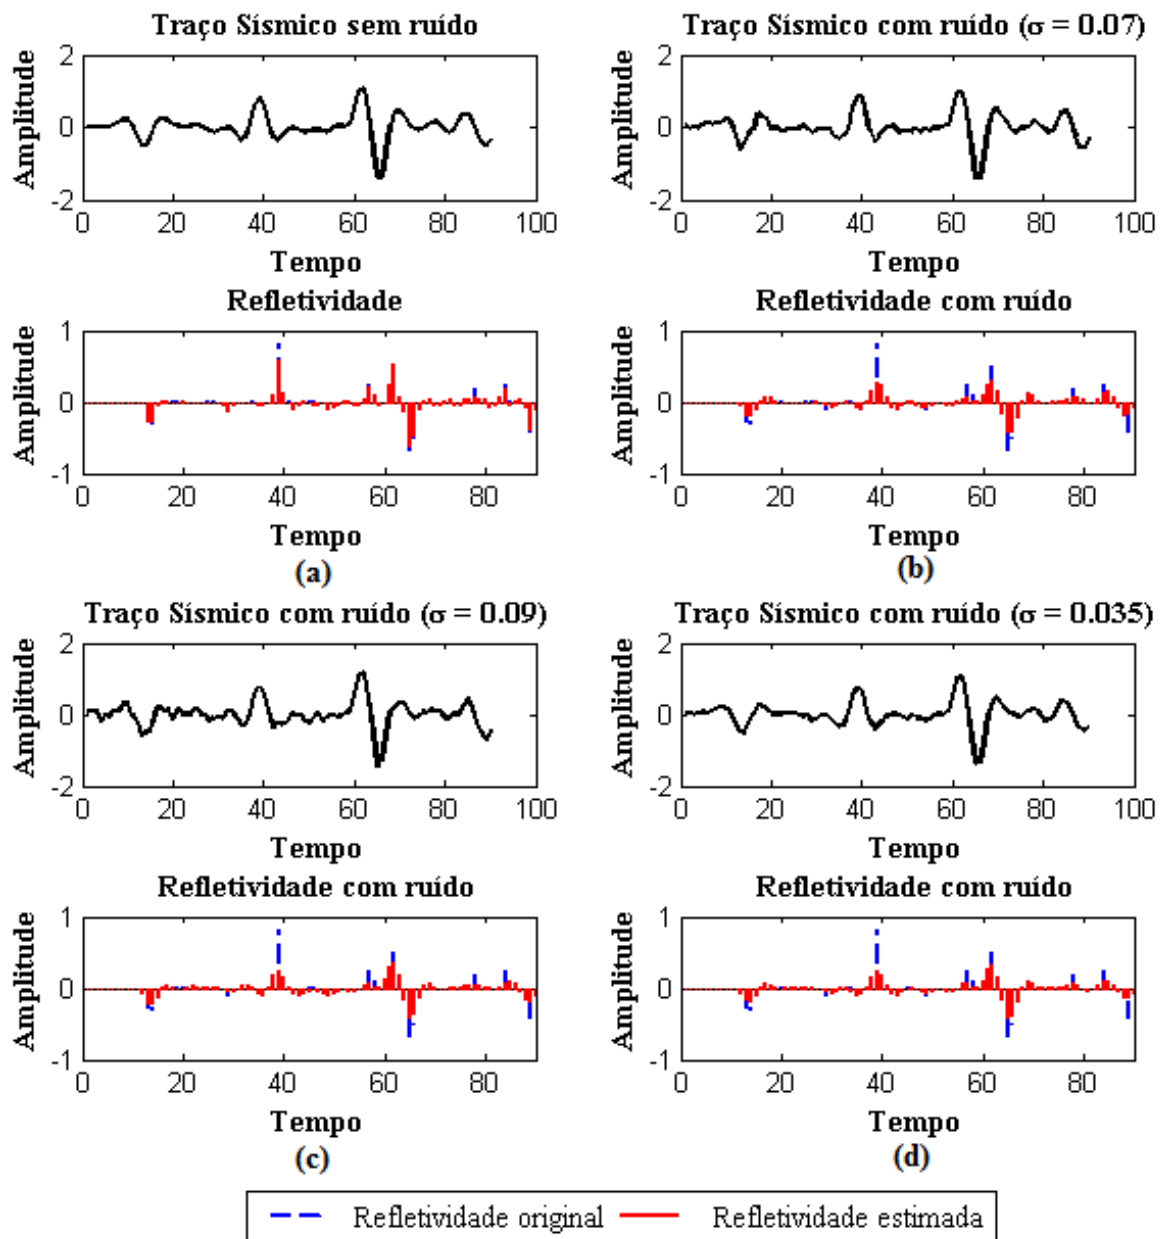 Traço Sísmico sem ruído
Amplitude
2
0
-2
0 20 40 60 80 100
Tempo
Refletividade
Amplitude
1
0
-1
0 20 40 60 80
Tempo
(a)
Traço Sísmico com ruído (σ = 0.07)
Amplitude
2
0
-2
0 20 40 60 80 100
Tempo
Refletividade com ruído
Amplitude
1
0
-1
0 20 40 60 80
Tempo
(b)
Traço Sísmico com ruído (σ = 0.09)
Amplitude
2
0
-2
0 20 40 60 80 100
Tempo
Refletividade com ruído
Amplitude
1
0
-1
0 20 40 60 80
Tempo
(c)
Traço Sísmico com ruído (σ = 0.035)
Amplitude
2
0
-2
0 20 40 60 80 100
Tempo
Refletividade com ruído
Amplitude
1
0
-1
0 20 40 60 80
Tempo
(d)
Refletividade original Refletividade estimada